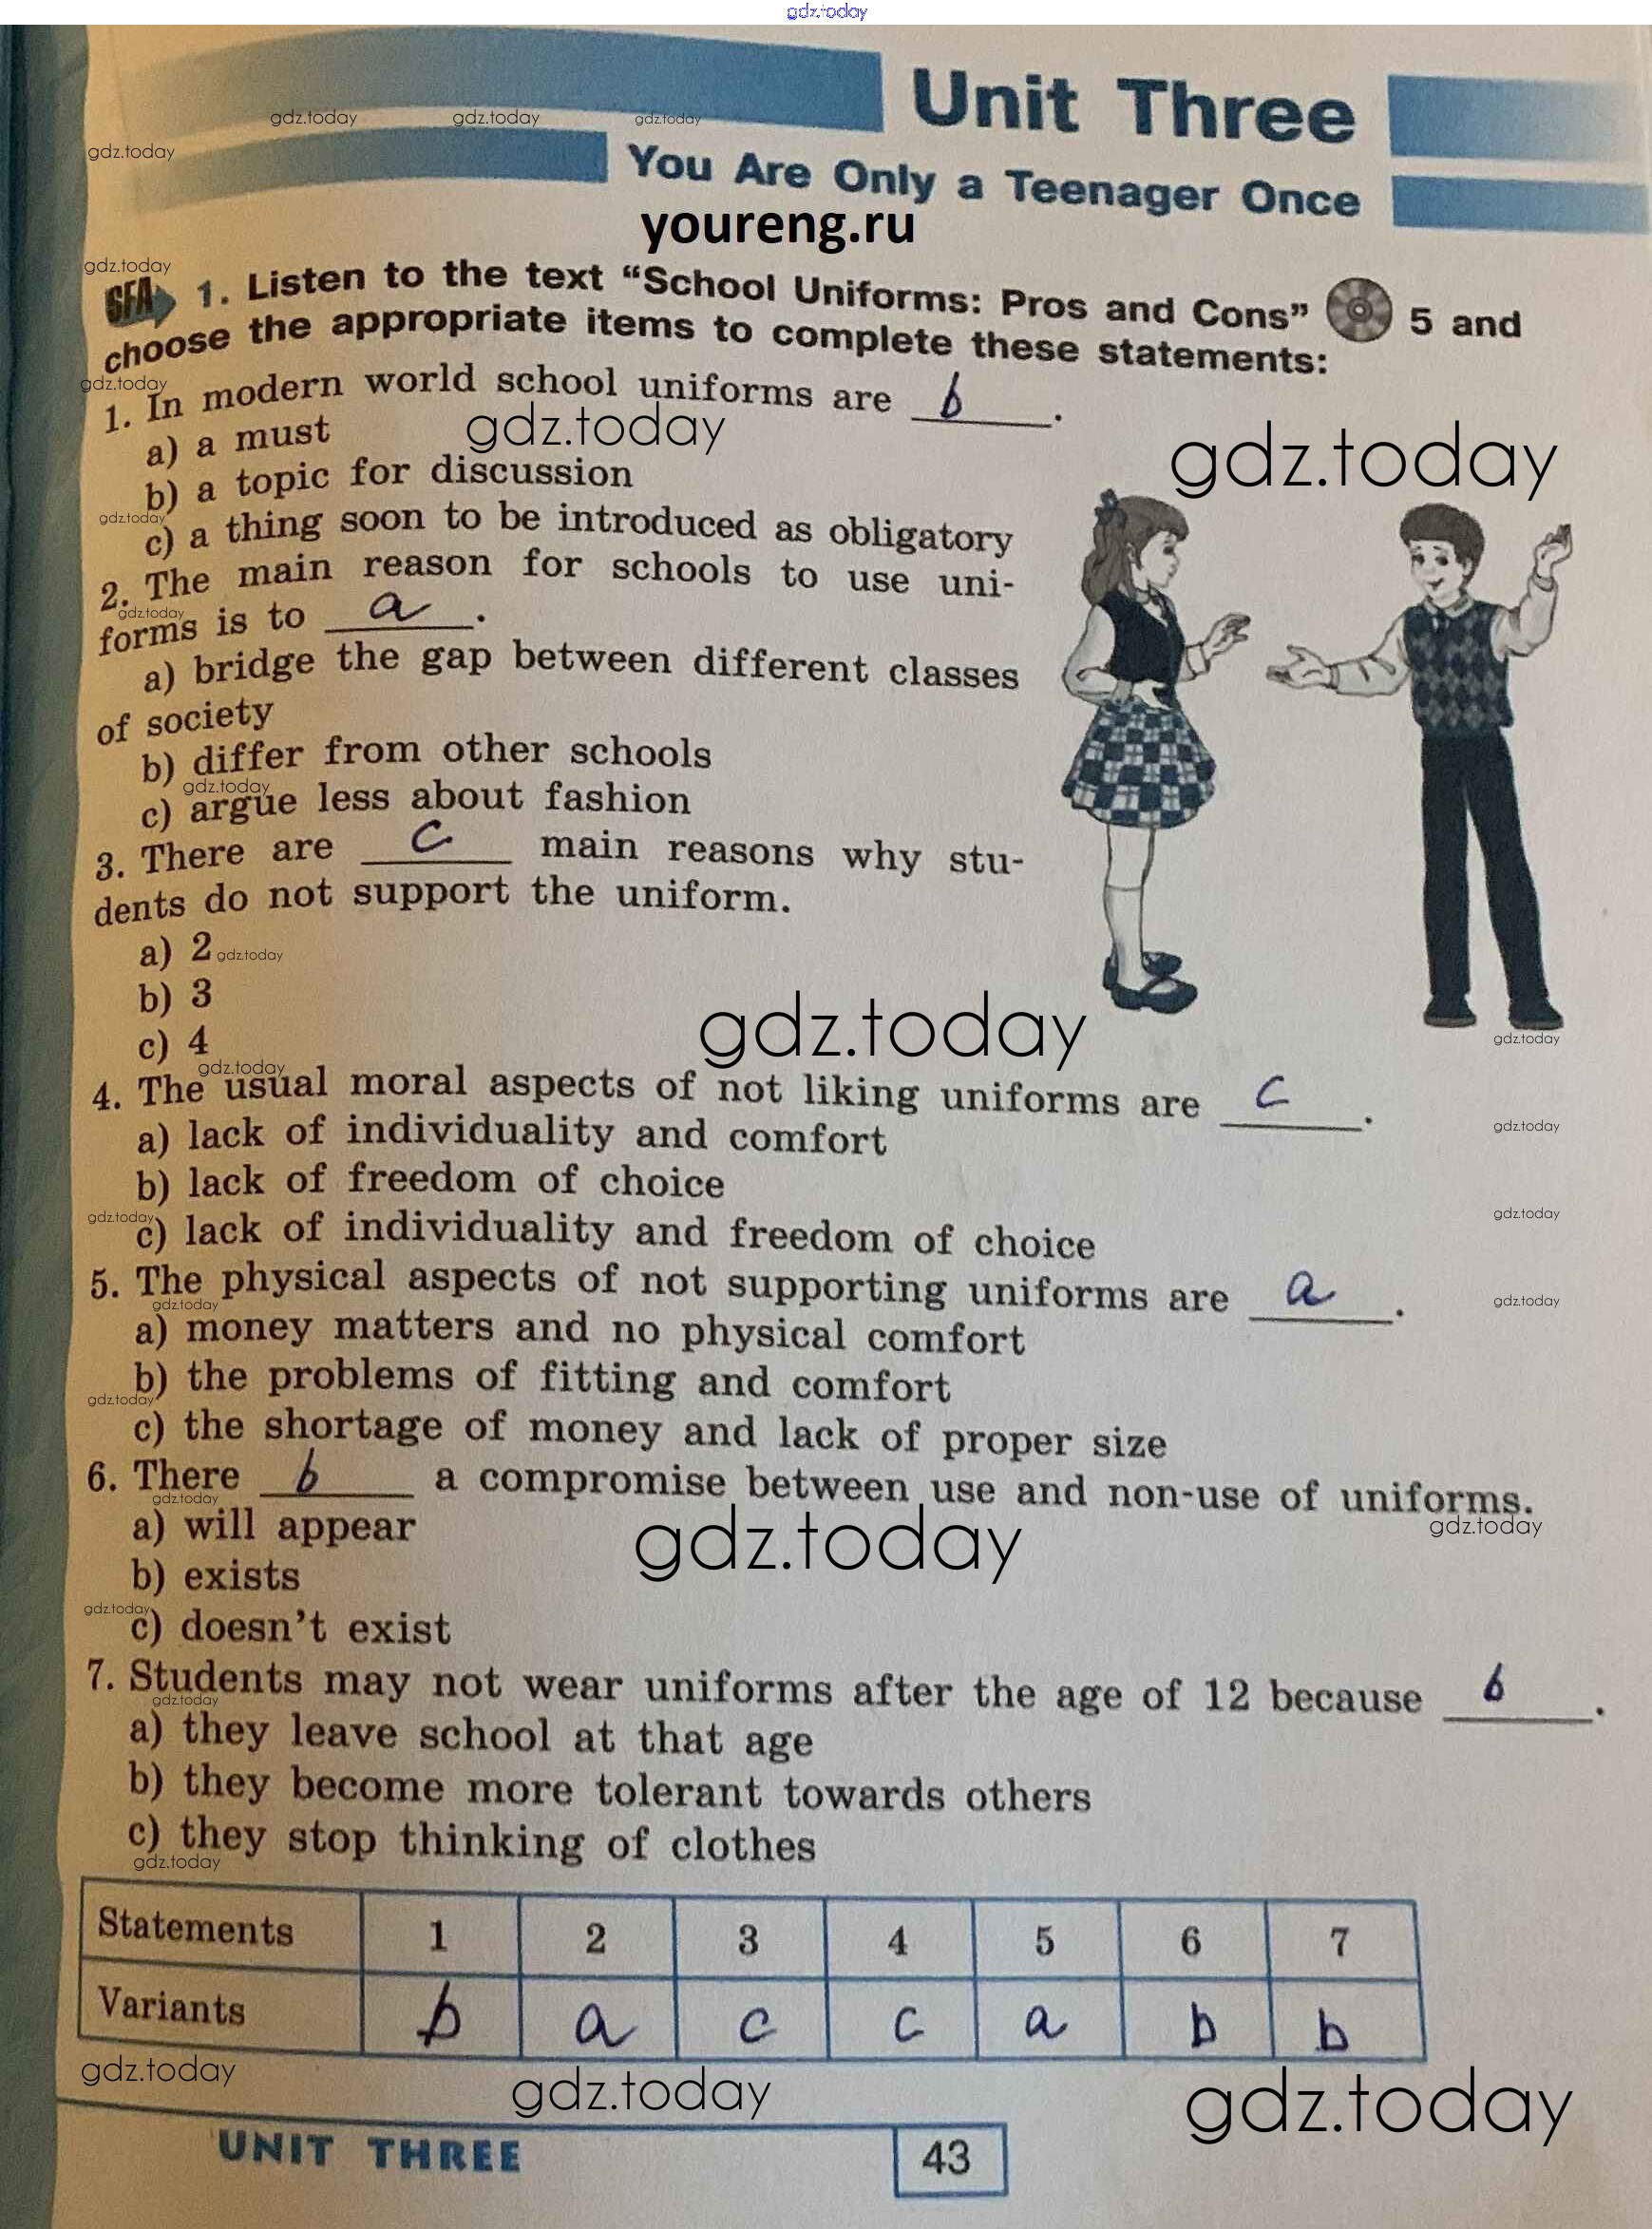 gdz.today
Unit Three
gdz.today gdz.today gdz.today
gdz.today
You Are Only a Teenager Once
youreng.ru
gdz.today
GFA 1. Listen to the text “School Uniforms: Pros and Cons” 5 and
choose the appropriate items to complete these statements:
gdz.today
1. In modern world school uniforms are b.
gdz.today gdz.today
a) a must
b) a topic for discussion
gdz.today
c) a thing soon to be introduced as obligatory
2. The main reason for schools to use uni-
gdz.today
forms is to a.
a) bridge the gap between different classes
of society
b) differ from other schools
gdz.today
c) argue less about fashion
3. There are c main reasons why stu-
dents do not support the uniform.
a) 2
gdz.today
b) 3
c) 4
gdz.today
gdz.today
gdz.today
4. The usual moral aspects of not liking uniforms are c.
gdz.today
a) lack of individuality and comfort
b) lack of freedom of choice
gdz.today gdz.today
c) lack of individuality and freedom of choice
5. The physical aspects of not supporting uniforms are a.
gdz.today gdz.today
a) money matters and no physical comfort
b) the problems of fitting and comfort
gdz.today
c) the shortage of money and lack of proper size
6. There b a compromise between use and non-use of uniforms.
gdz.today gdz.today gdz.today
a) will appear
b) exists
gdz.today
c) doesn’t exist
7. Students may not wear uniforms after the age of 12 because b.
gdz.today
a) they leave school at that age
b) they become more tolerant towards others
c) they stop thinking of clothes
gdz.today
Statements 1 2 3 4 5 6 7
Variants b a c c a b b
gdz.today gdz.today gdz.today
UNIT THREE 43